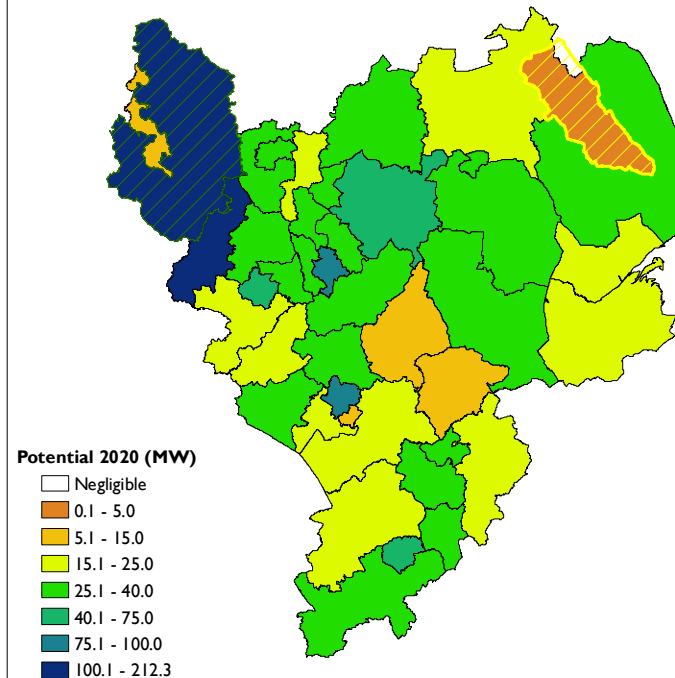 Potential 2020 (MW)
Negligible
0.1 - 5.0
5.1 - 15.0
15.1 - 25.0
25.1 - 40.0
40.1 - 75.0
75.1 - 100.0
100.1 - 212.3